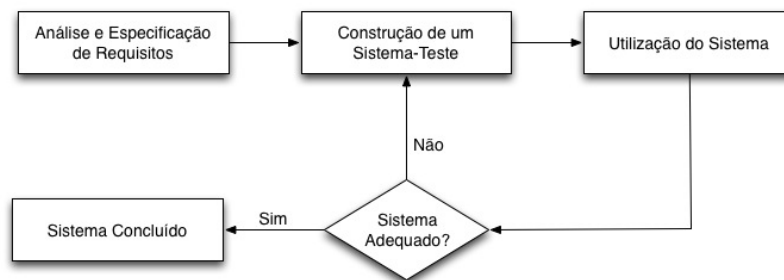 Análise e Especificação
de Requisitos
Construção de um
Sistema-Teste
Utilização do Sistema
Não
Sim
Sistema
Adequado?
Sistema Concluído